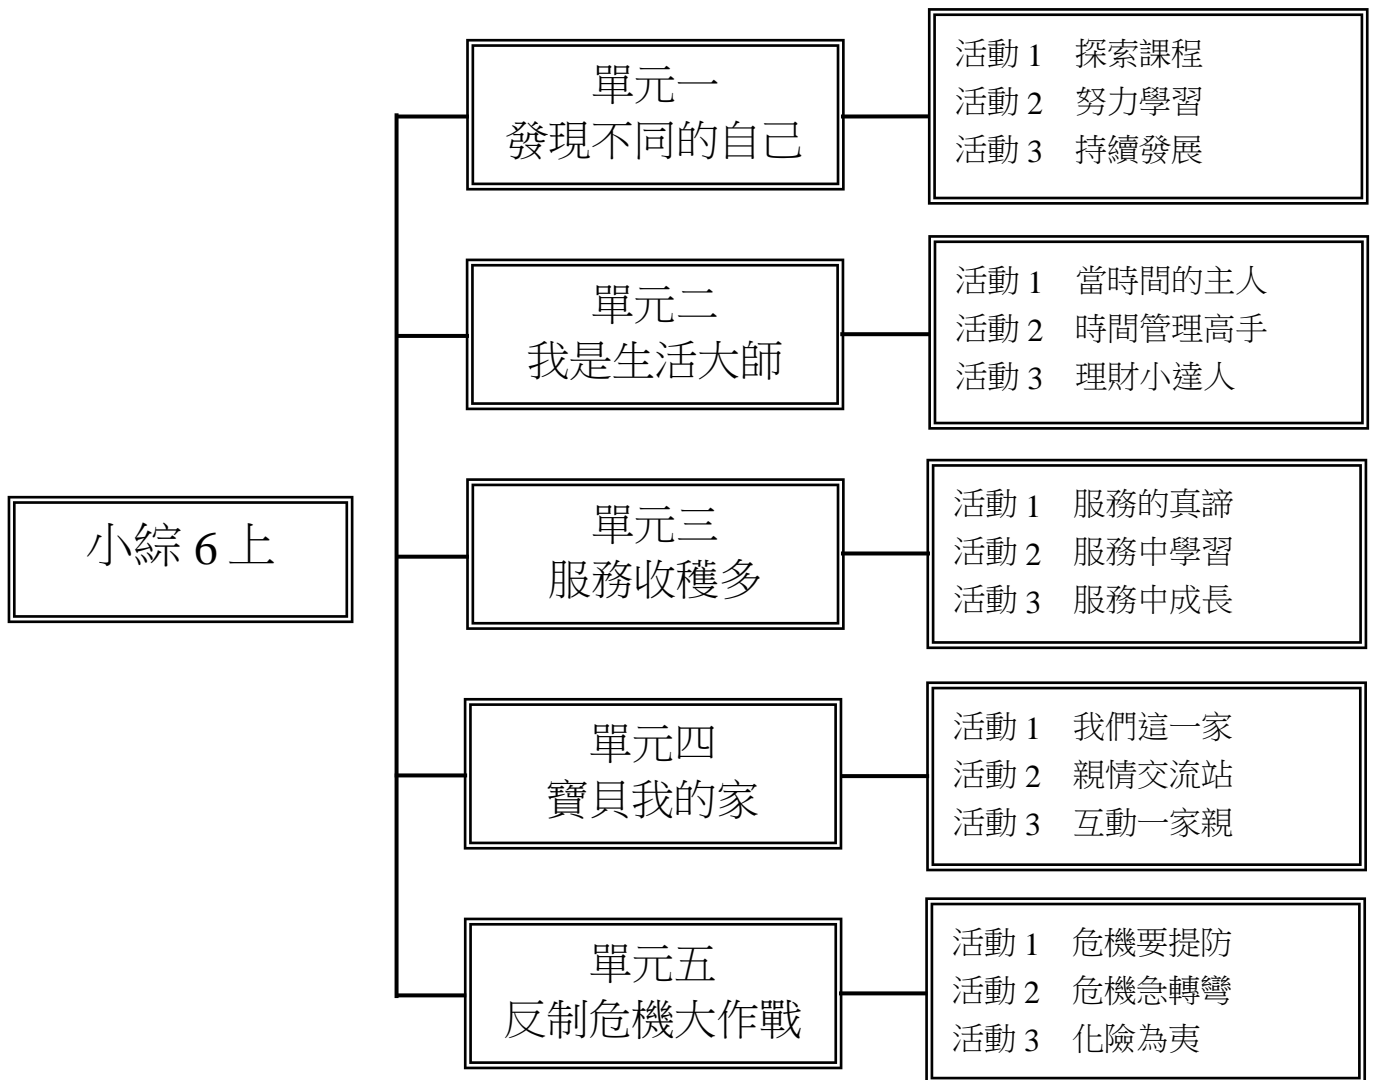 小綜 6 上
單元一
發現不同的自己
活動 1　探索課程
活動 2　努力學習
活動 3　持續發展
單元二
我是生活大師
活動 1　當時間的主人
活動 2　時間管理高手
活動 3　理財小達人
單元三
服務收穫多
活動 1　服務的真諦
活動 2　服務中學習
活動 3　服務中成長
單元四
寶貝我的家
活動 1　我們這一家
活動 2　親情交流站
活動 3　互動一家親
單元五
反制危機大作戰
活動 1　危機要提防
活動 2　危機急轉彎
活動 3　化險為夷